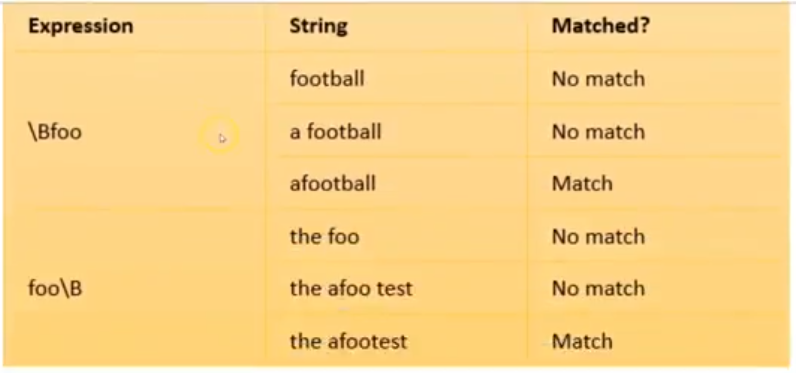 Expression String Matched?
football No match
\Bfoo a football No match
afootball Match
the foo No match
foo\B the afoo test No match
the afootest Match